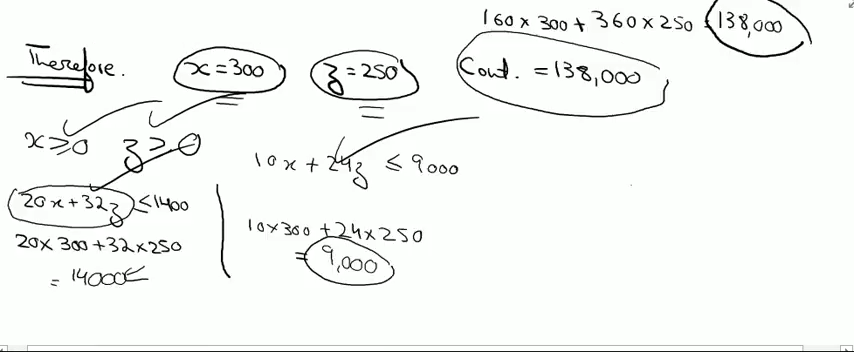 160 × 300 + 360 × 250 = 138,000
Therefore.
x = 300
z = 250
Cont. = 138,000
x ≥ 0
z ≥ 0
10x + 24z ≤ 9000
20x + 32z ≤ 1400
20 × 300 + 32 × 250
= 14000
10 × 300 + 24 × 250
= 9,000